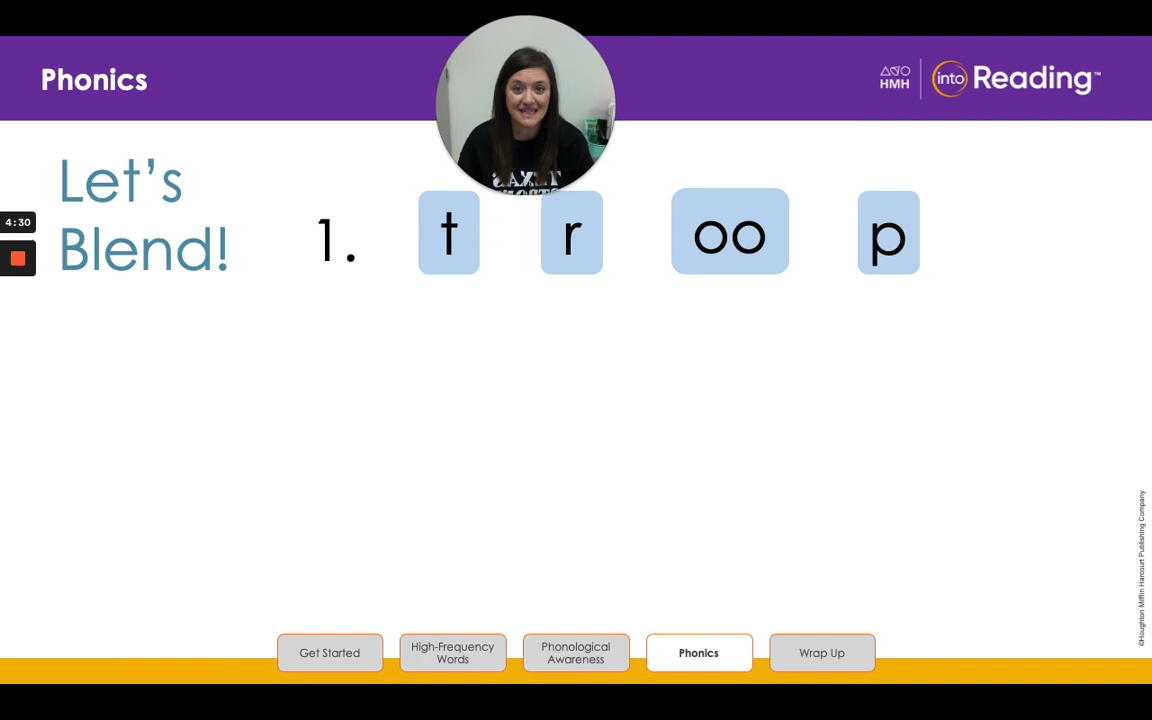 Phonics
HMH
into Reading™
Let's
Blend!
4:30
1. t r oo p
©Houghton Mifflin Harcourt Publishing Company
Get Started
High-Frequency
Words
Phonological
Awareness
Phonics
Wrap Up